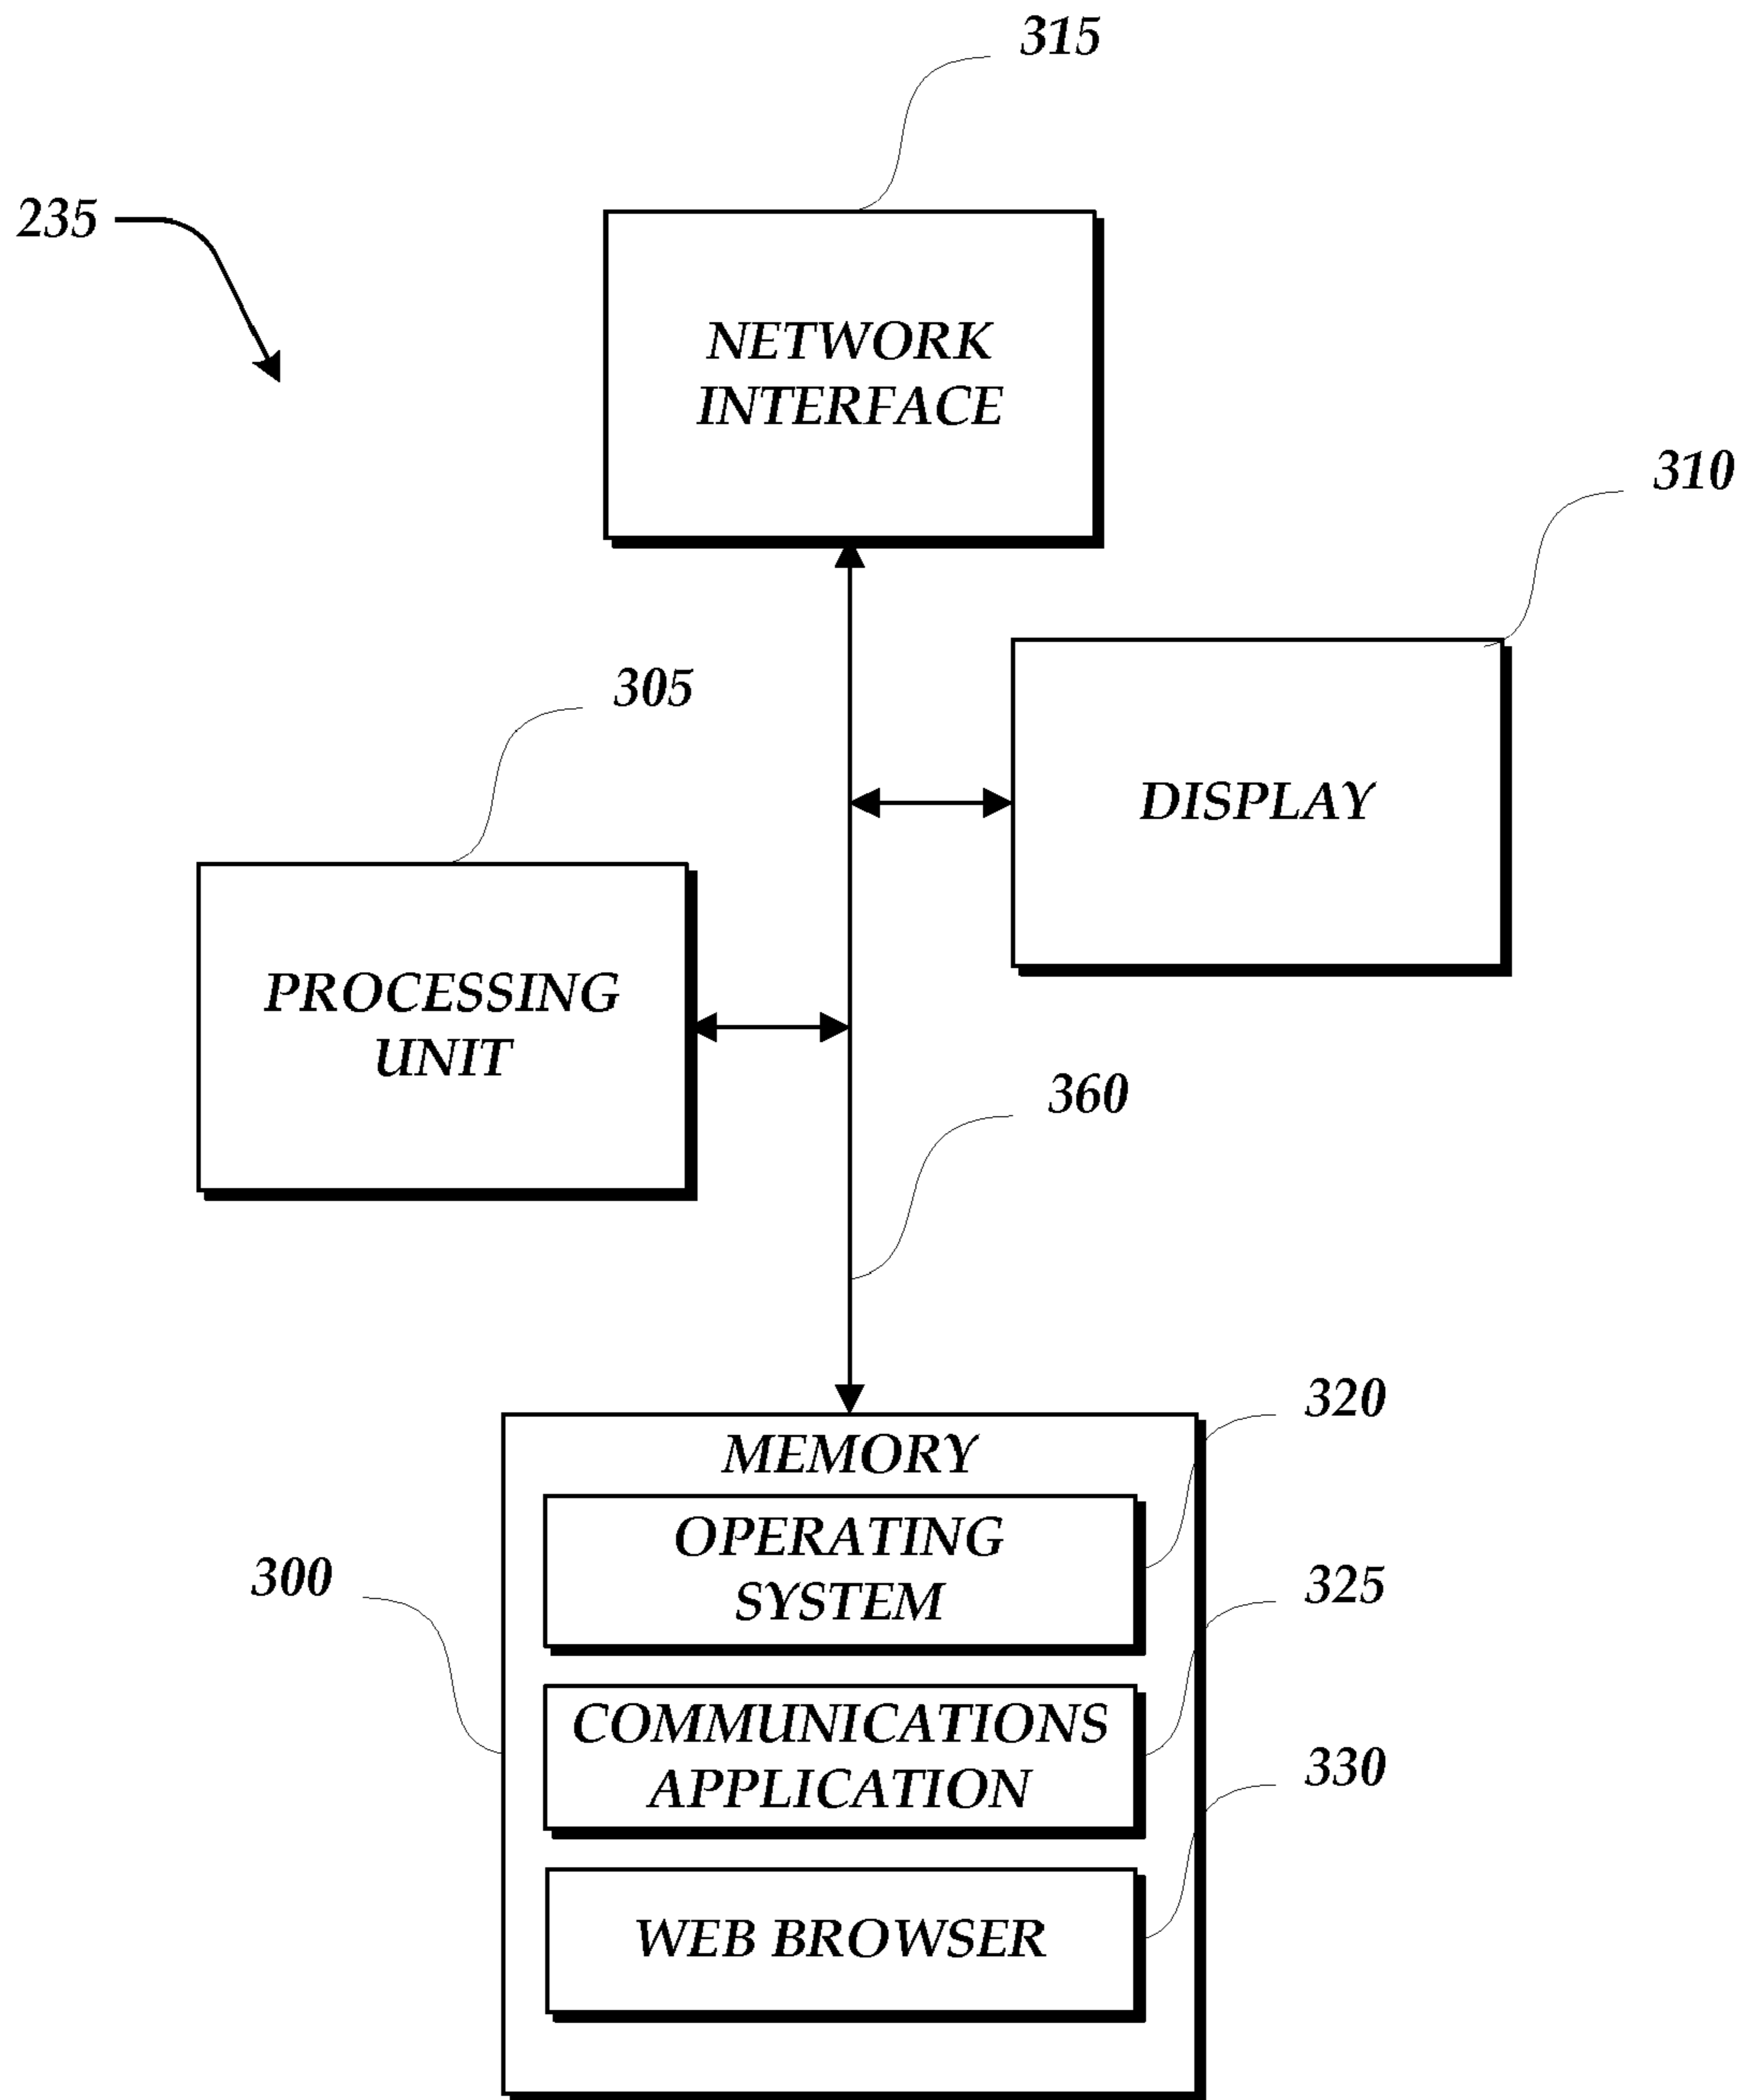 315
235
NETWORK
INTERFACE
310
305
DISPLAY
PROCESSING
UNIT
360
MEMORY
320
OPERATING
SYSTEM
300
325
COMMUNICATIONS
APPLICATION
330
WEB BROWSER